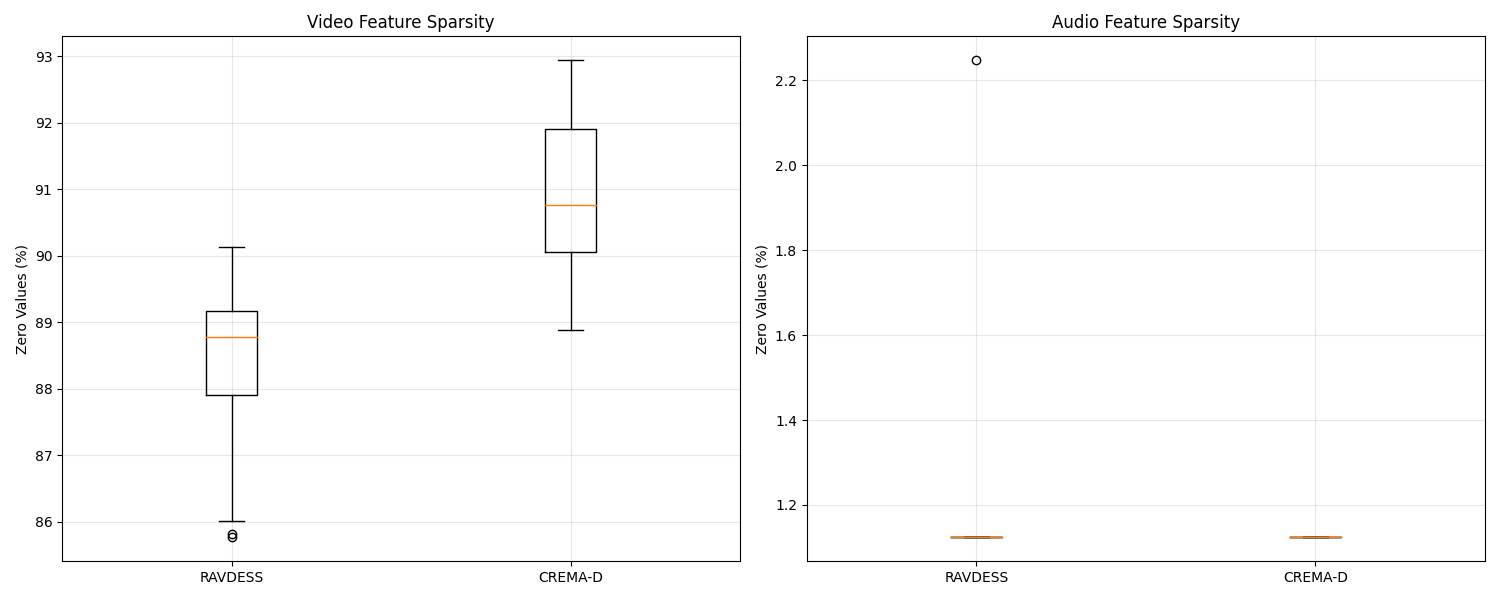 Video Feature Sparsity
Zero Values (%)
93
92
91
90
89
88
87
86
RAVDESS
CREMA-D
Audio Feature Sparsity
Zero Values (%)
2.2
2.0
1.8
1.6
1.4
1.2
RAVDESS
CREMA-D